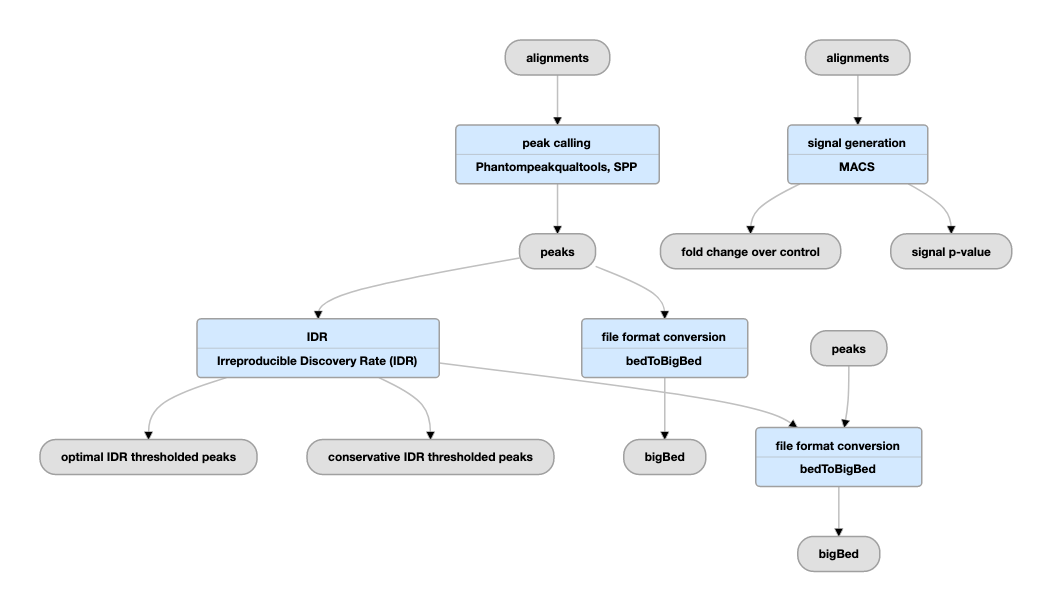 alignments
alignments
peak calling
Phantompeakqualtools, SPP
signal generation
MACS
peaks
fold change over control
signal p-value
IDR
Irreproducible Discovery Rate (IDR)
file format conversion
bedToBigBed
peaks
optimal IDR thresholded peaks
conservative IDR thresholded peaks
bigBed
file format conversion
bedToBigBed
bigBed